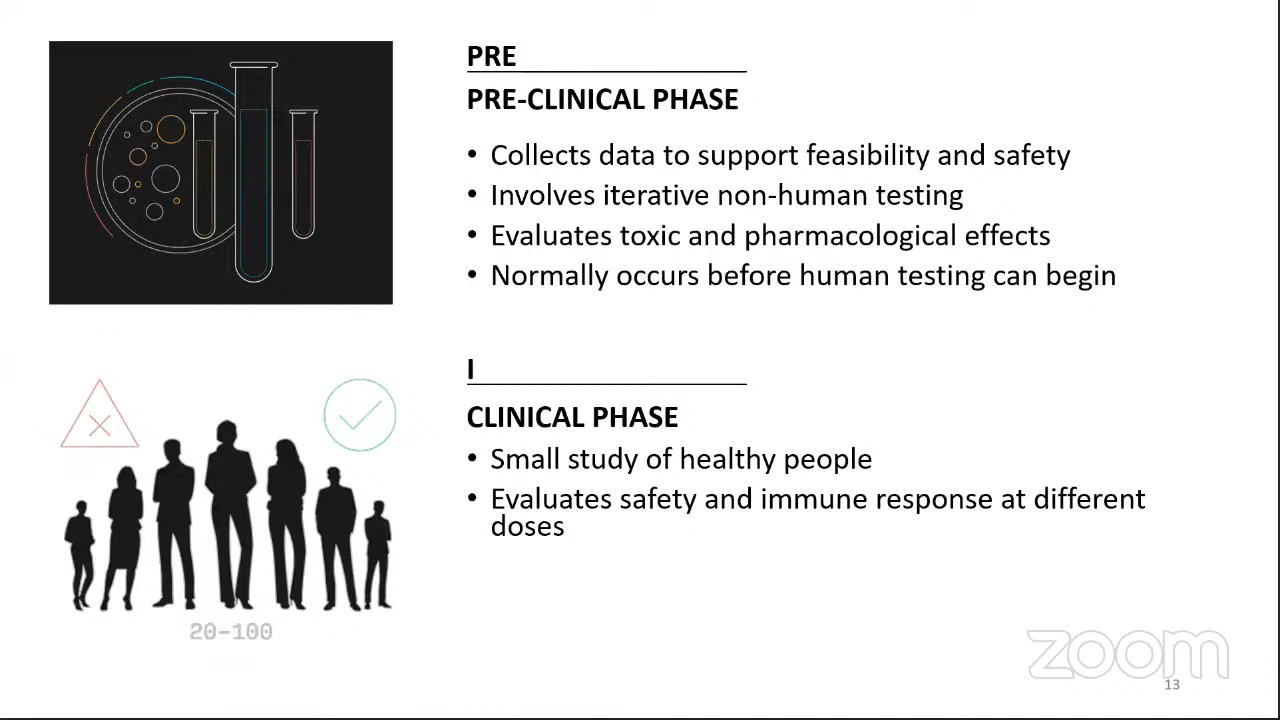 PRE
PRE-CLINICAL PHASE
• Collects data to support feasibility and safety
• Involves iterative non-human testing
• Evaluates toxic and pharmacological effects
• Normally occurs before human testing can begin
I
CLINICAL PHASE
• Small study of healthy people
• Evaluates safety and immune response at different
doses
20-100
zoom
13